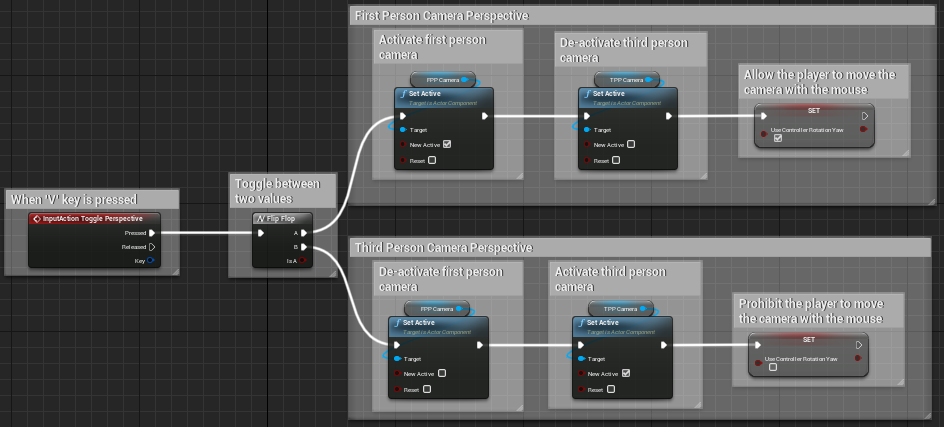 First Person Camera Perspective
Activate first person
camera
FPP Camera
Set Active
Target is Actor Component
Target
New Active
Reset
De-activate third person
camera
TPP Camera
Set Active
Target is Actor Component
Target
New Active
Reset
Allow the player to move the
camera with the mouse
SET
Use Controller Rotation Yaw
When 'V' key is pressed
InputAction Toggle Perspective
Pressed
Released
Key
Toggle between
two values
Flip Flop
A
B
Is A
Third Person Camera Perspective
De-activate first person
camera
FPP Camera
Set Active
Target is Actor Component
Target
New Active
Reset
Activate third person
camera
TPP Camera
Set Active
Target is Actor Component
Target
New Active
Reset
Prohibit the player to move
the camera with the mouse
SET
Use Controller Rotation Yaw